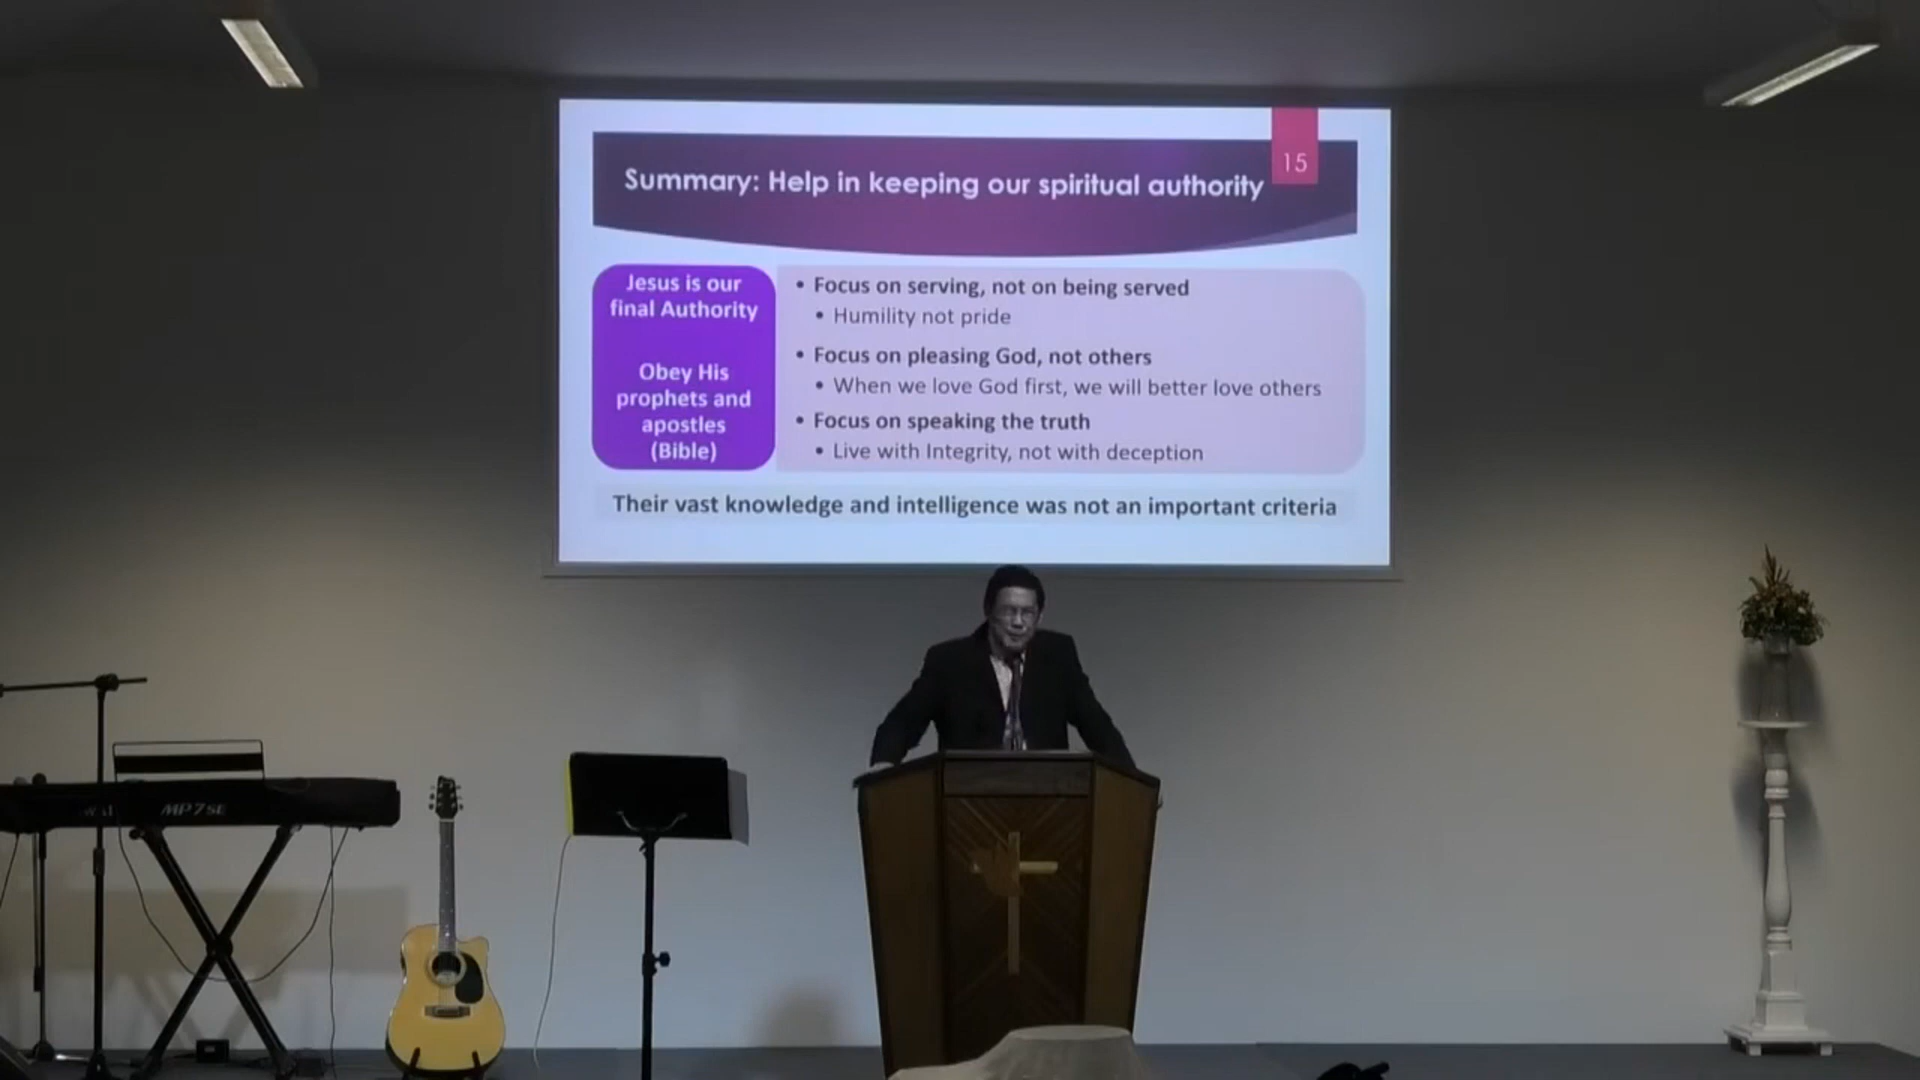 15
Summary: Help in keeping our spiritual authority
Jesus is our
final Authority
Obey His
prophets and
apostles
(Bible)
• Focus on serving, not on being served
• Humility not pride
• Focus on pleasing God, not others
• When we love God first, we will better love others
• Focus on speaking the truth
• Live with Integrity, not with deception
Their vast knowledge and intelligence was not an important criteria
MP7SE